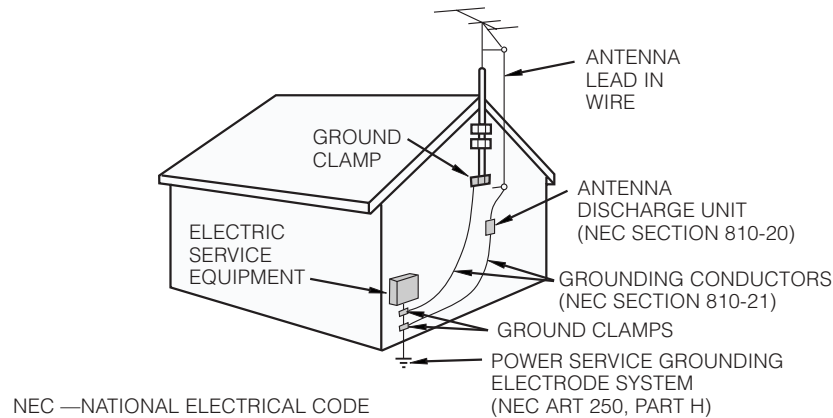 ANTENNA
LEAD IN
WIRE
GROUND
CLAMP
ANTENNA
DISCHARGE UNIT
(NEC SECTION 810-20)
ELECTRIC
SERVICE
EQUIPMENT
GROUNDING CONDUCTORS
(NEC SECTION 810-21)
GROUND CLAMPS
POWER SERVICE GROUNDING
ELECTRODE SYSTEM
(NEC ART 250, PART H)
NEC —NATIONAL ELECTRICAL CODE